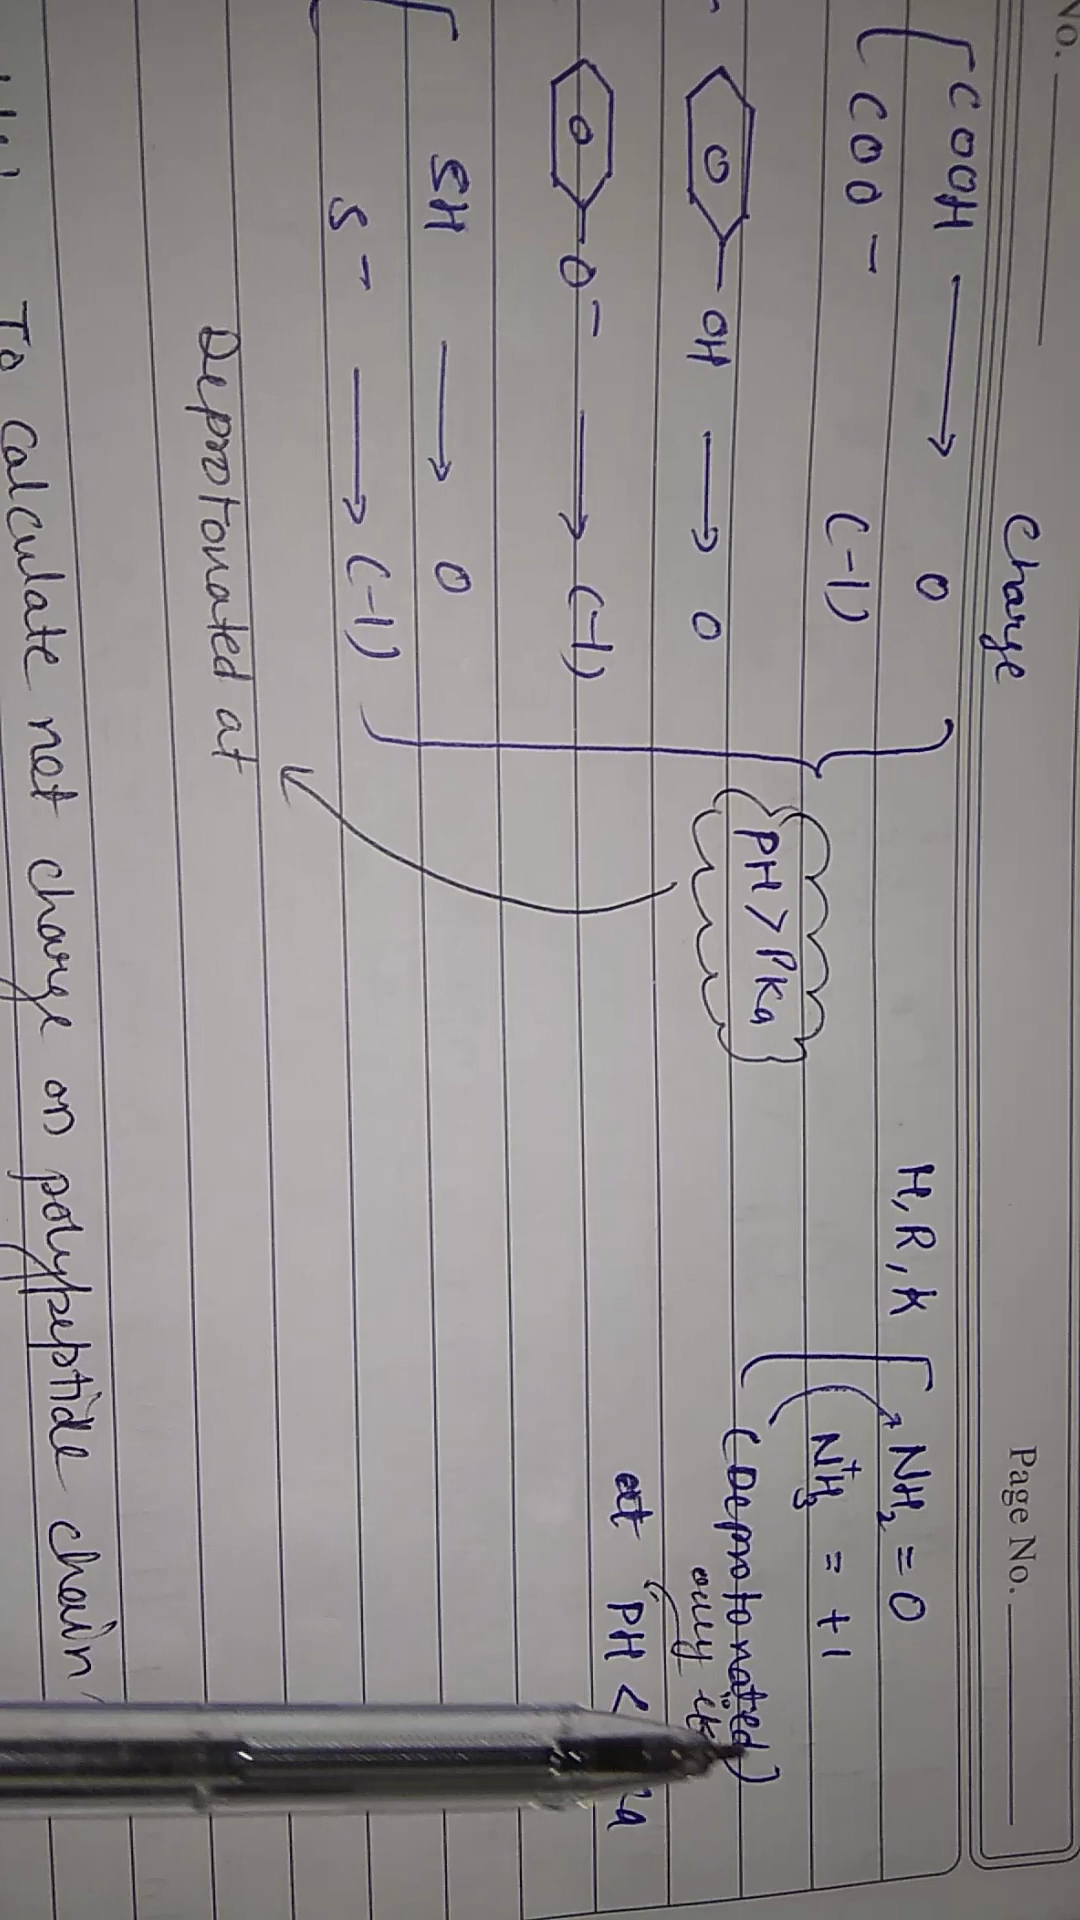 No.
Page No.
Charge
COOH → 0
COO - (-1)
H, R, K
NH2 = 0
N+H3 = +1
(Deprotonated)
only if
at PH <
PH > PKa
O -OH → 0
O -O- → (-1)
SH → 0
S - → (-1)
Deprotonated at
To calculate net charge on polypeptide chain